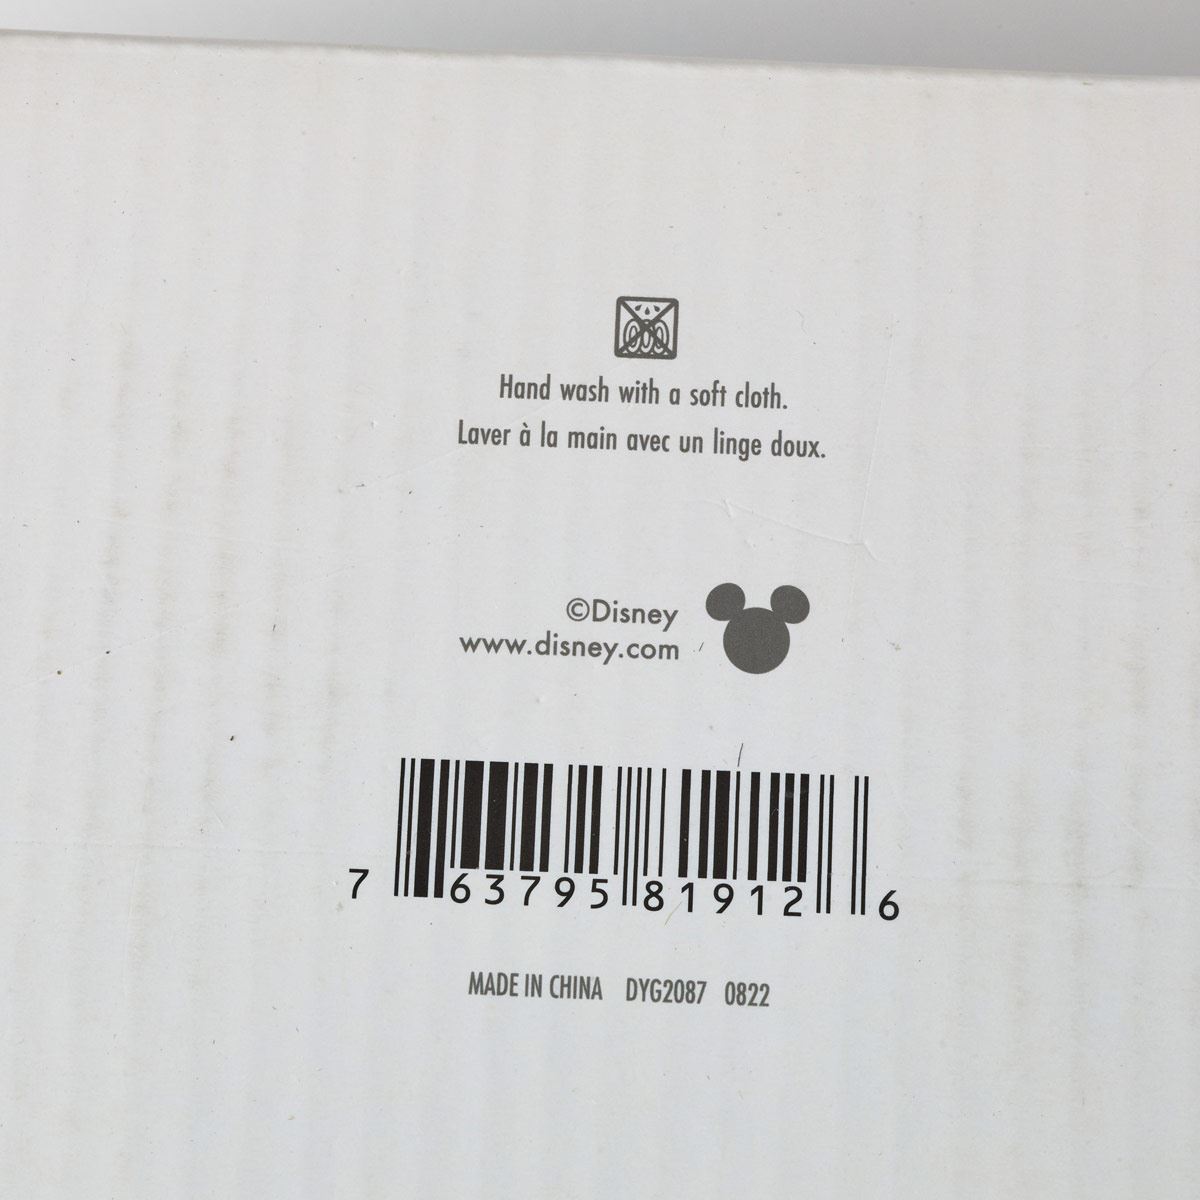 Hand wash with a soft cloth.
Laver à la main avec un linge doux.
©Disney
www.disney.com
7 63795 81912 6
MADE IN CHINA DYG2087 0822